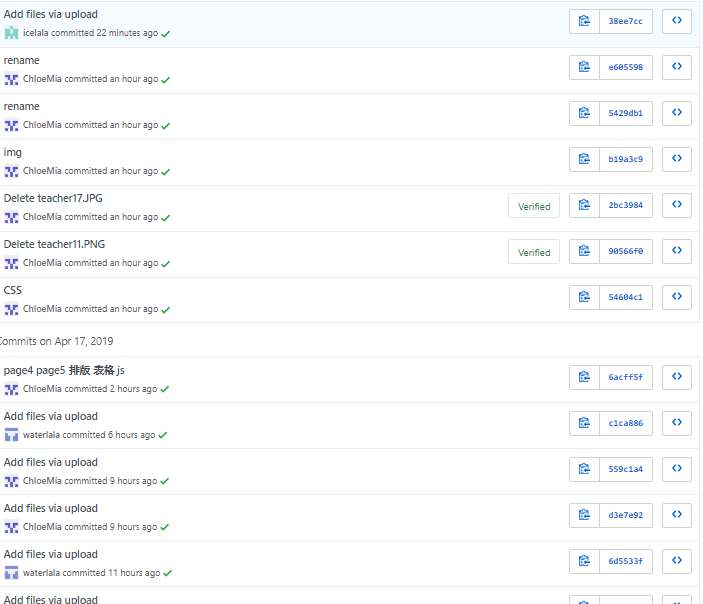 Add files via upload
icelala committed 22 minutes ago
38ee7cc
rename
ChloeMia committed an hour ago
e605598
rename
ChloeMia committed an hour ago
5429db1
img
ChloeMia committed an hour ago
b19a3c9
Delete teacher17.JPG
ChloeMia committed an hour ago
Verified
2bc3984
Delete teacher11.PNG
ChloeMia committed an hour ago
Verified
90566f0
CSS
ChloeMia committed an hour ago
54604c1
Commits on Apr 17, 2019
page4 page5 排版 表格 js
ChloeMia committed 2 hours ago
6acff5f
Add files via upload
waterlala committed 6 hours ago
c1ca886
Add files via upload
ChloeMia committed 9 hours ago
559c1a4
Add files via upload
ChloeMia committed 9 hours ago
d3e7e92
Add files via upload
waterlala committed 11 hours ago
6d5533f
Add files via upload